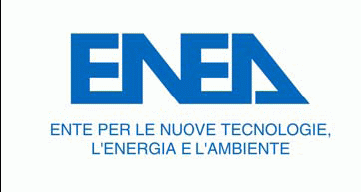 ENEA
ENTE PER LE NUOVE TECNOLOGIE,
L'ENERGIA E L'AMBIENTE